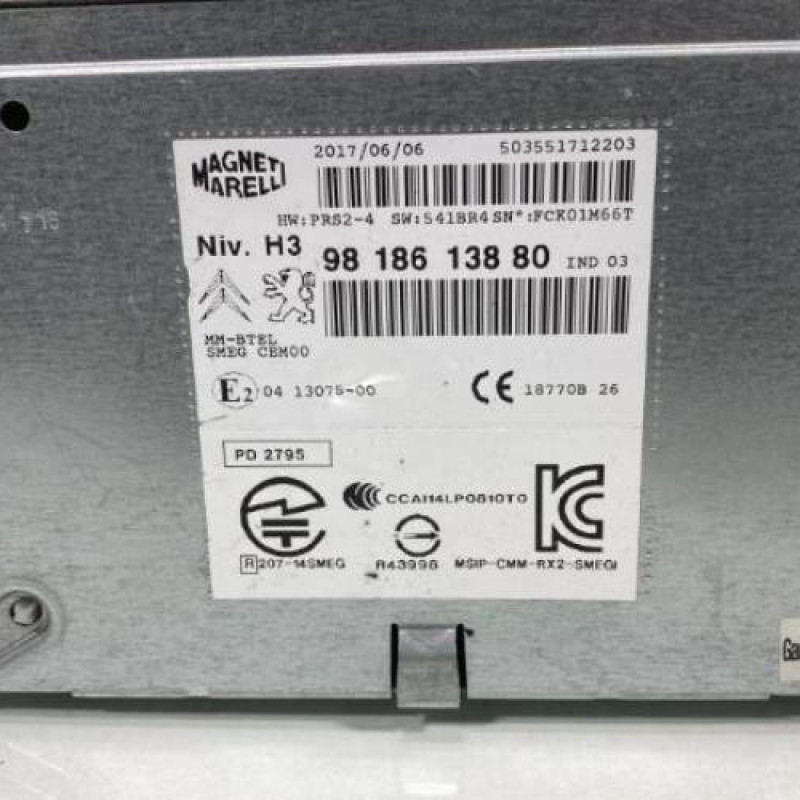 MAGNETI
MARELLI
2017/06/06 503551712203
HW:PRS2-4 SW:541BR4 SN°:FCK01M66T
Niv. H3
98 186 138 80 IND 03
MM-BTEL
SMEG CEM00
E2 04 13075-00
CE 18770B 26
PD 2795
CCAI14LP0810T0
R 207-14SMEG R43998 MSIP-CMM-RX2-SMEGI